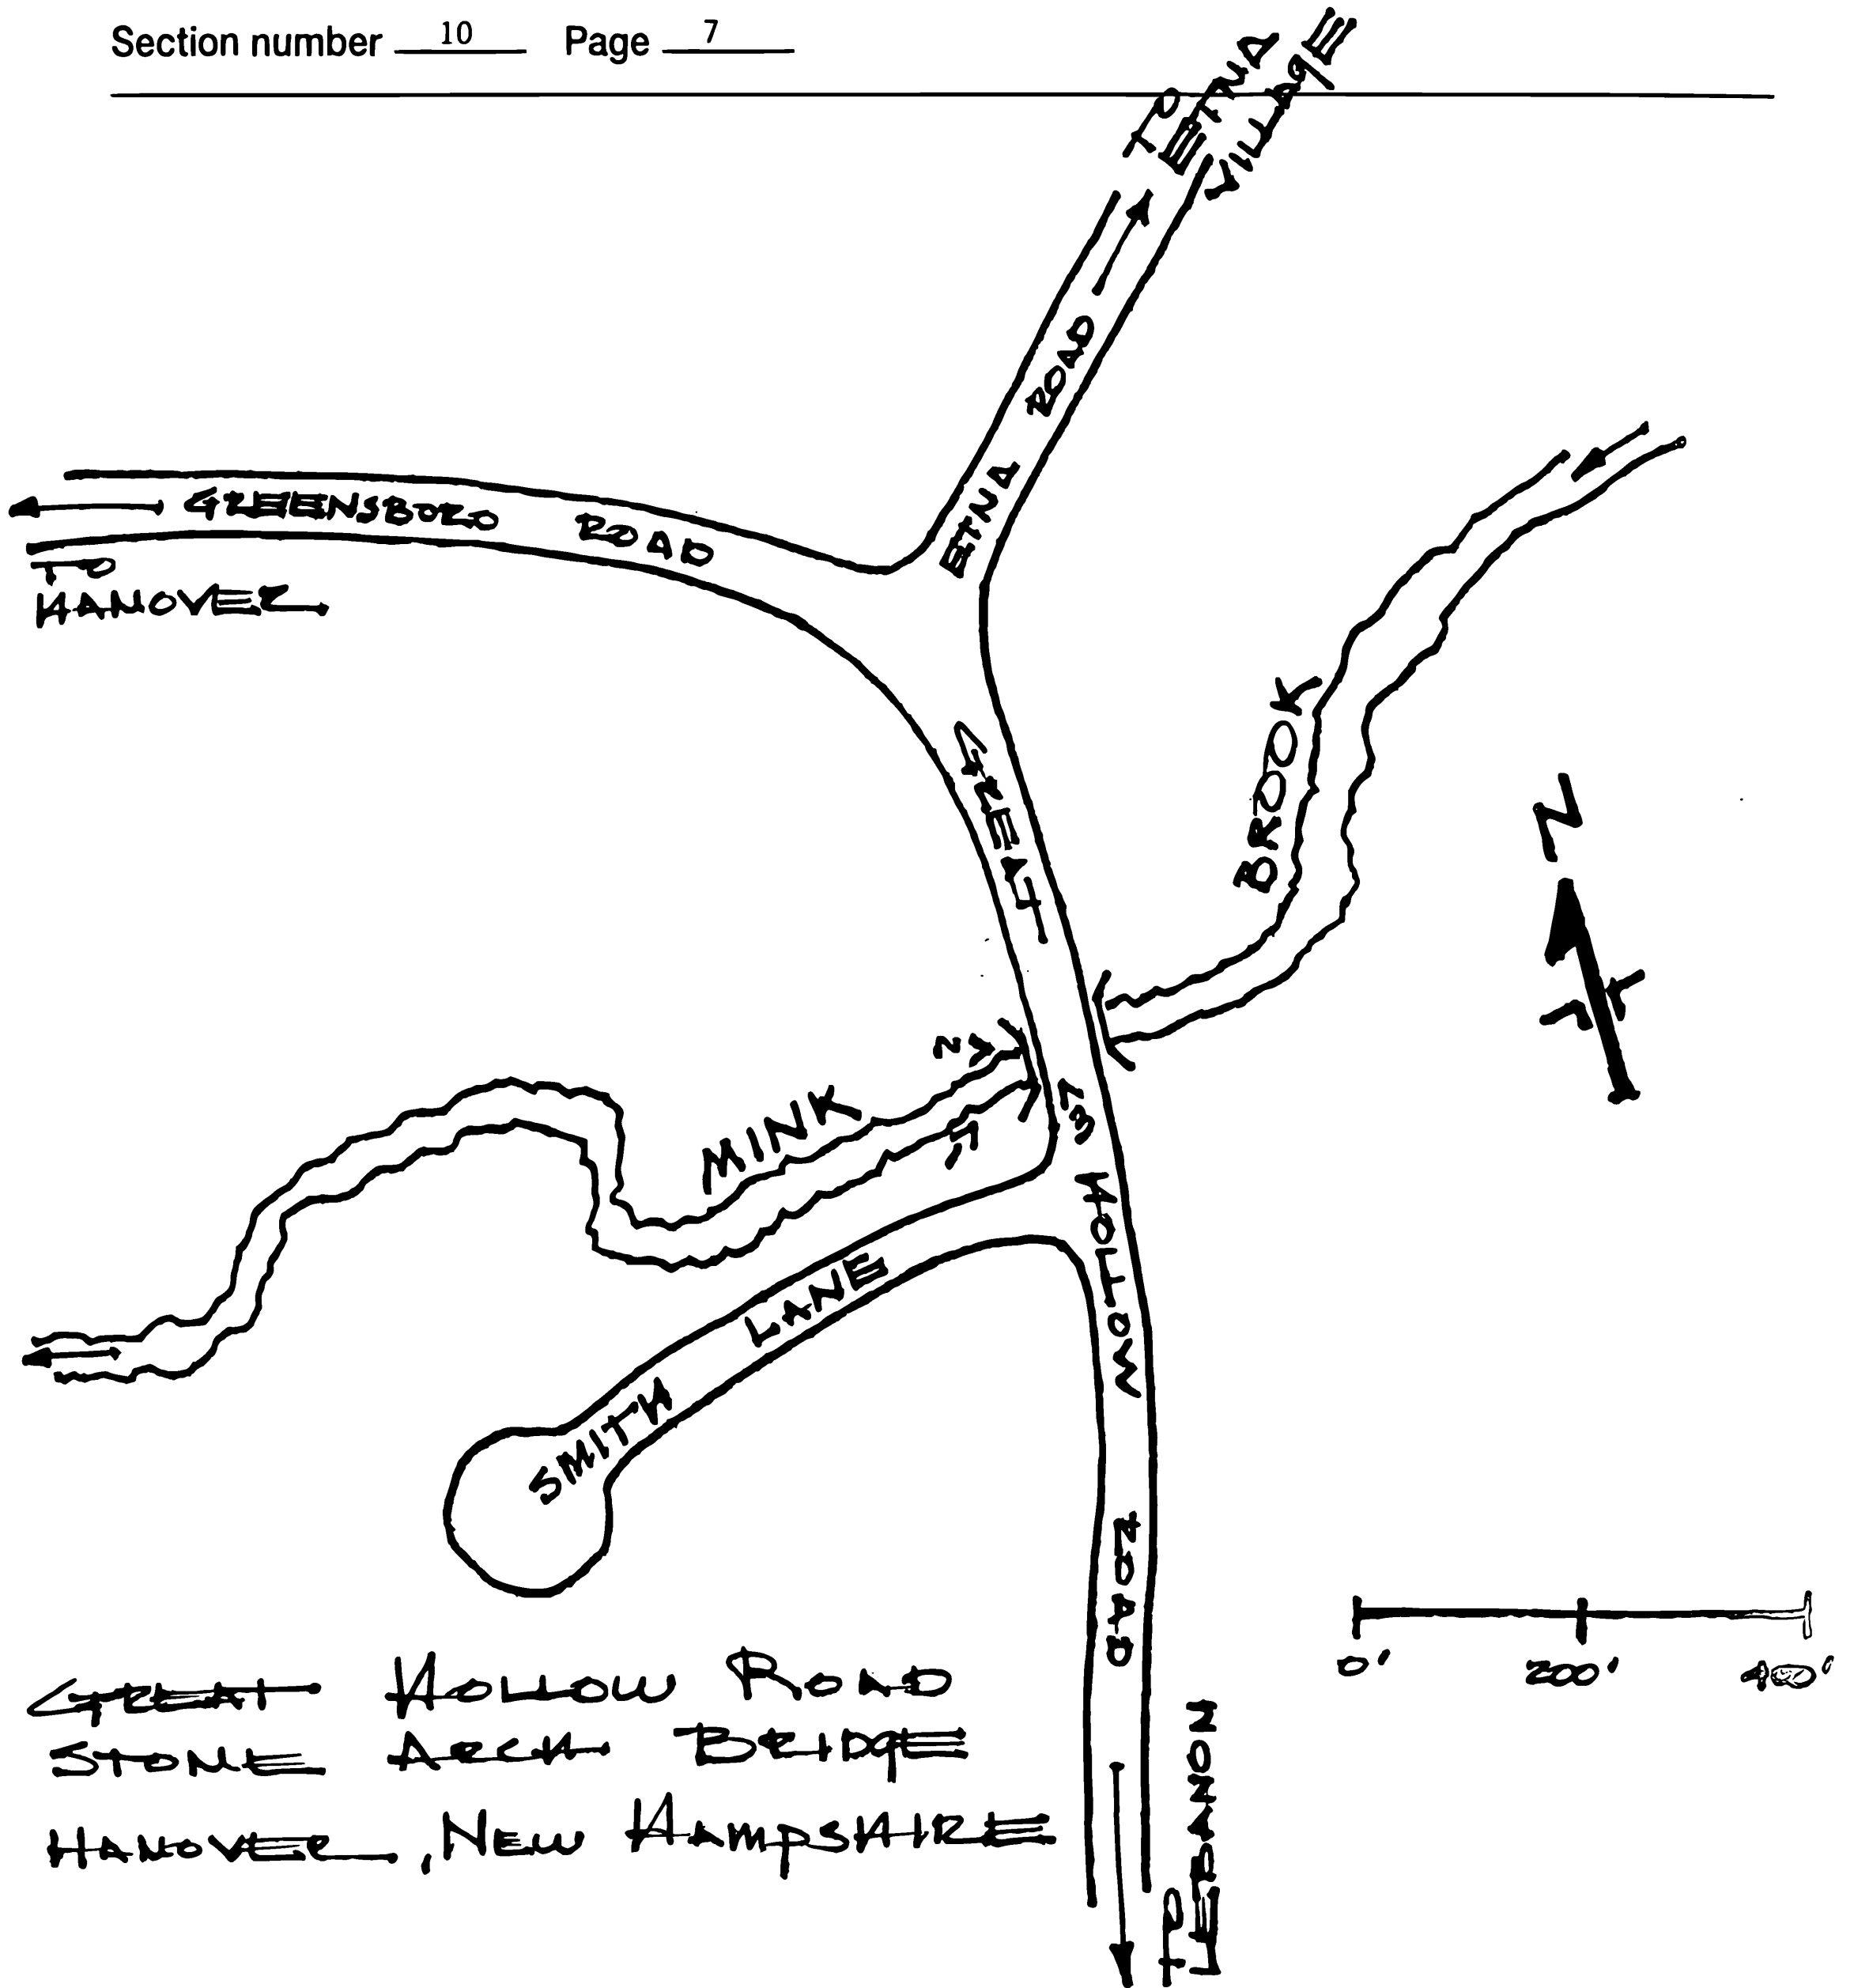 Section number 10 Page 7
TO
ETNA
VILLAGE
ETNA ROAD
GREENSBORO ROAD
TO
HANOVER
BROOK
N
GREAT
HOLLOW
ROAD
MINK
SMITH LANE
0' 200' 400'
TO
LEBANON
GREAT HOLLOW ROAD
STONE ARCH BRIDGE
HANOVER, NEW HAMPSHIRE